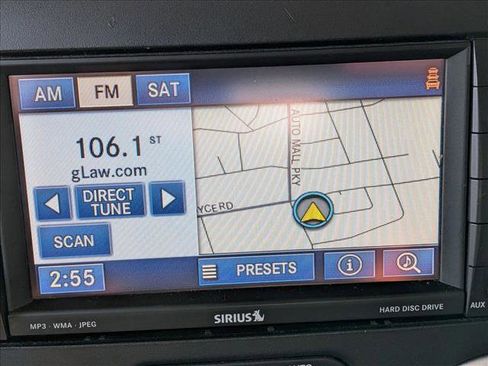 AM FM SAT
106.1 ST
gLaw.com
DIRECT
TUNE
SCAN
2:55
AUTO MALL PKY
YCE RD
PRESETS
MP3 · WMA · JPEG
SIRIUS
HARD DISC DRIVE
AUX